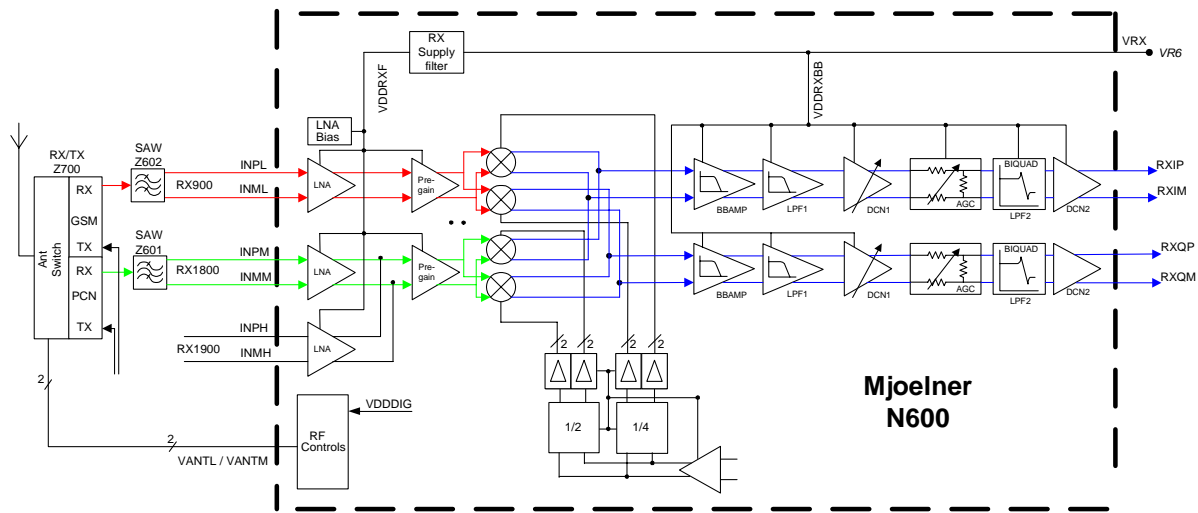 RX
Supply
filter
VRX
VR6
VDDRXF
VDDRXBB
LNA
Bias
RX/TX
Z700
SAW
Z602
RX
GSM
TX
RX
PCN
TX
Ant
Switch
RX900
INPL
INML
LNA
Pre-
gain
BBAMP
LPF1
DCN1
AGC
BIQUAD
LPF2
DCN2
RXIP
RXIM
SAW
Z601
RX1800
INPM
INMM
LNA
Pre-
gain
BBAMP
LPF1
DCN1
AGC
BIQUAD
LPF2
DCN2
RXQP
RXQM
RX1900
INPH
INMH
LNA
2
2
2
2
1/2
1/4
Mjoelner
N600
VDDDIG
RF
Controls
2
2
VANTL / VANTM